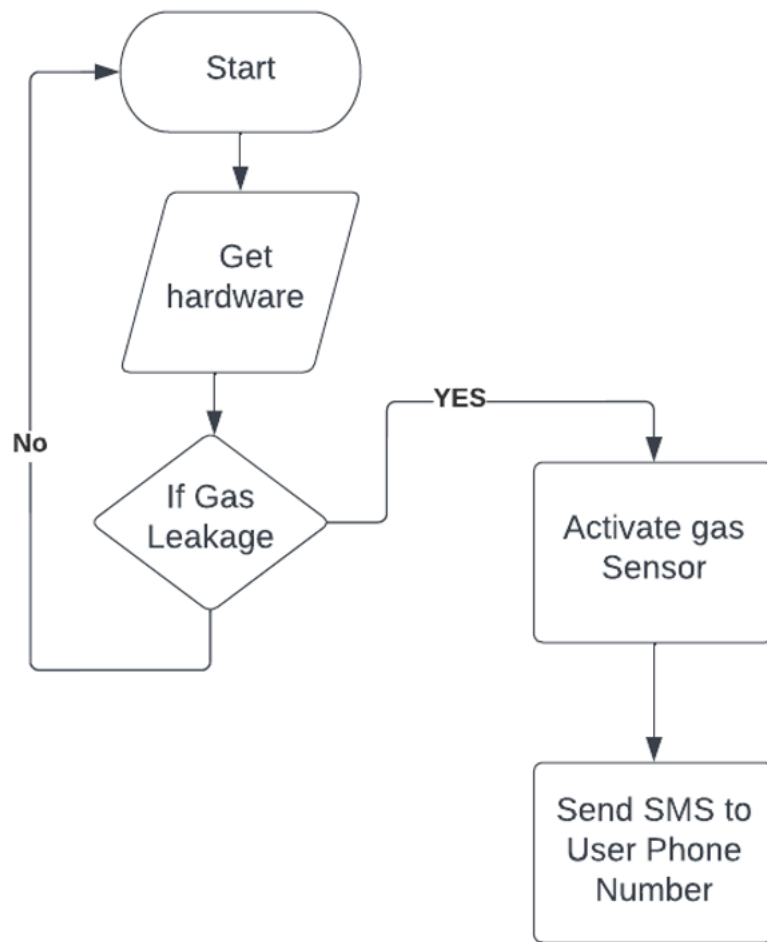 Start
Get
hardware
No
YES
If Gas
Leakage
Activate gas
Sensor
Send SMS to
User Phone
Number